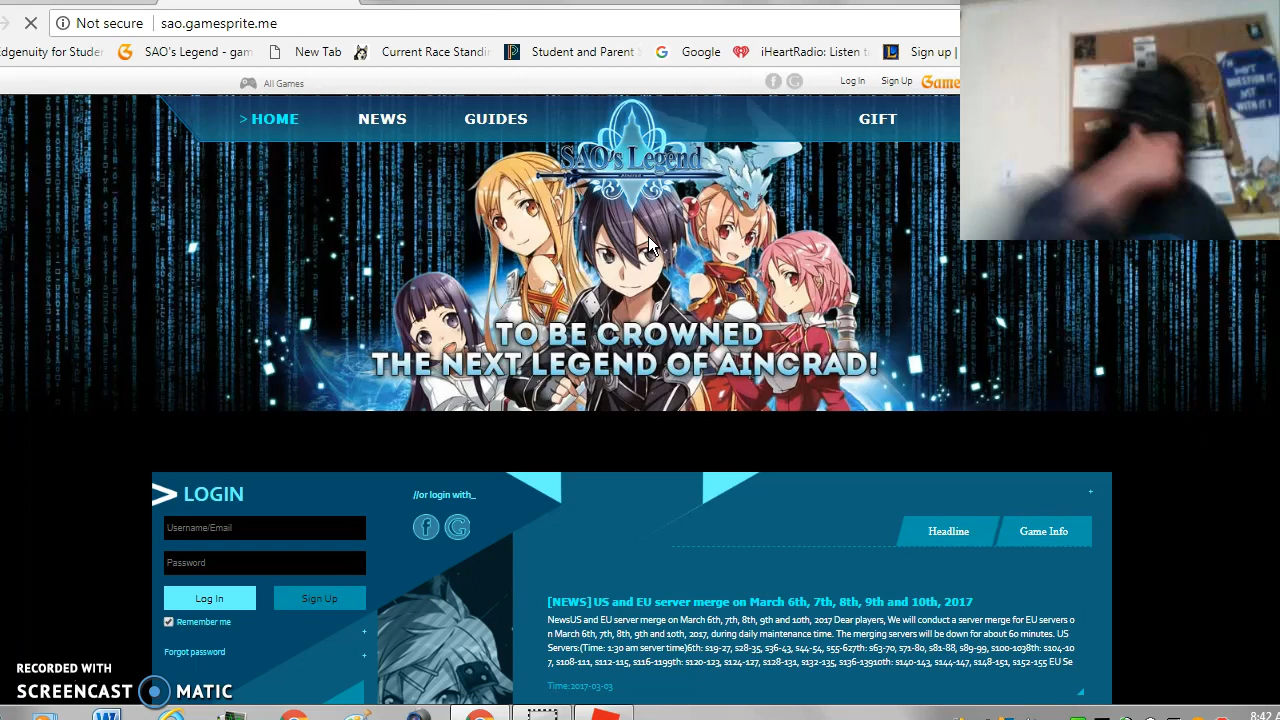 Not secure | sao.gamesprite.me
Edgenuity for Studen SAO's Legend - gam New Tab Current Race Standin Student and Parent S Google iHeartRadio: Listen t Sign up |
All Games Log In Sign Up Game
> HOME NEWS GUIDES GIFT
SAO's Legend
TO BE CROWNED
THE NEXT LEGEND OF AINCRAD!
LOGIN
//or login with_
Username/Email
Password
Log In Sign Up
Remember me
Forgot password
Headline Game Info
[NEWS]US and EU server merge on March 6th, 7th, 8th, 9th and 10th, 2017
NewsUS and EU server merge on March 6th, 7th, 8th, 9th and 10th, 2017 Dear players, We will conduct a server merge for EU servers o
n March 6th, 7th, 8th, 9th and 10th, 2017, during daily maintenance time. The merging servers will be down for about 60 minutes. US
Servers:(Time: 1:30 am server time)6th: s19-27, s28-35, s36-43, s44-54, s55-627th: s63-70, s71-80, s81-88, s89-99, s100-1038th: s104-10
7, s108-111, s112-115, s116-1199th: s120-123, s124-127, s128-131, s132-135, s136-13910th: s140-143, s144-147, s148-151, s152-155 EU Se
Time:2017-03-03
RECORDED WITH
SCREENCAST MATIC
8:42 A